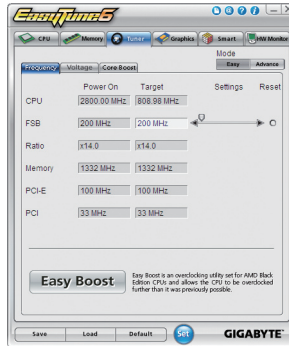 EasyTune6
CPU Memory Tuner Graphics Smart HW Monitor
Mode
Easy Advance
Frequency Voltage Core Boost
Power On Target Settings Reset
CPU 2800.00 MHz 808.98 MHz
FSB 200 MHz 200 MHz
Ratio x14.0 x14.0
Memory 1332 MHz 1332 MHz
PCI-E 100 MHz 100 MHz
PCI 33 MHz 33 MHz
Easy Boost
Easy Boost is an overclocking utility set for AMD Black
Edition CPUs and allows the CPU to be overclocked
further than it was previously possible.
Save Load Default Set GIGABYTE